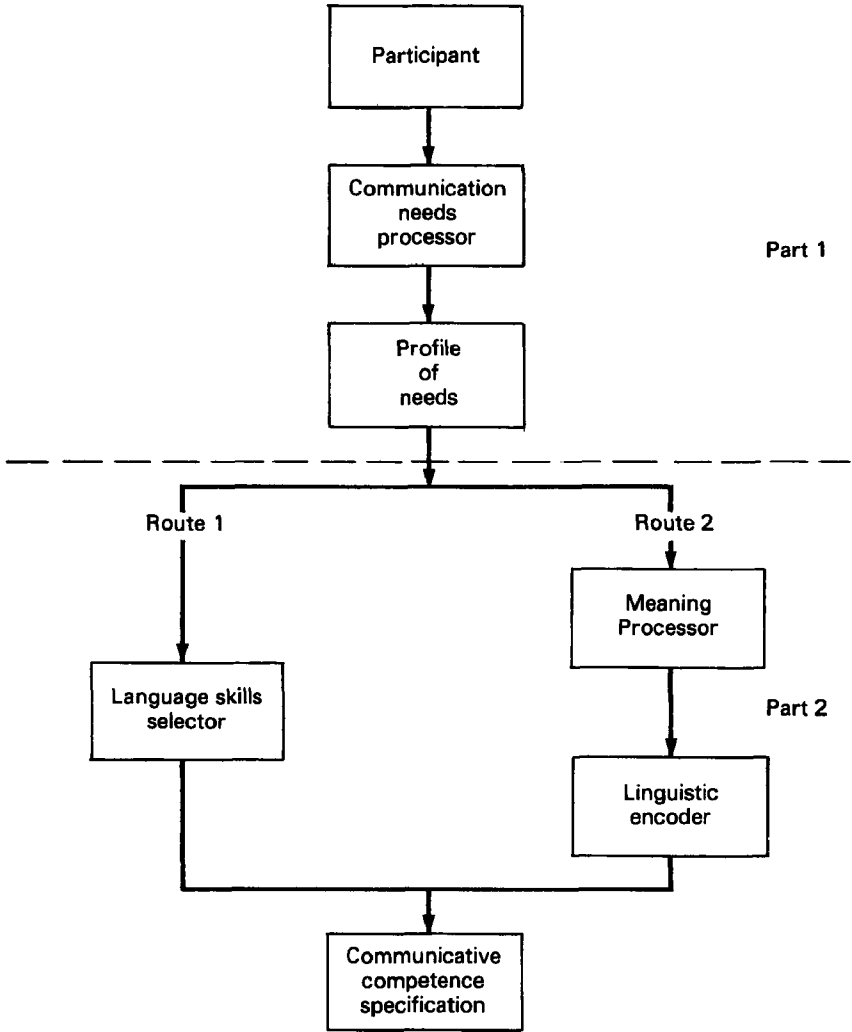 Participant
Communication
needs
processor
Part 1
Profile
of
needs
Route 1
Route 2
Meaning
Processor
Language skills
selector
Part 2
Linguistic
encoder
Communicative
competence
specification